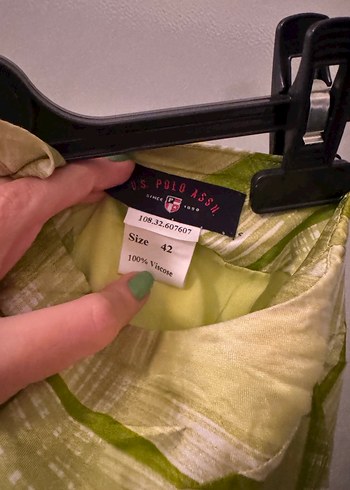 U.S. POLO ASSN.
SINCE 1890
108.32.607607
Size 42
100% Viscose